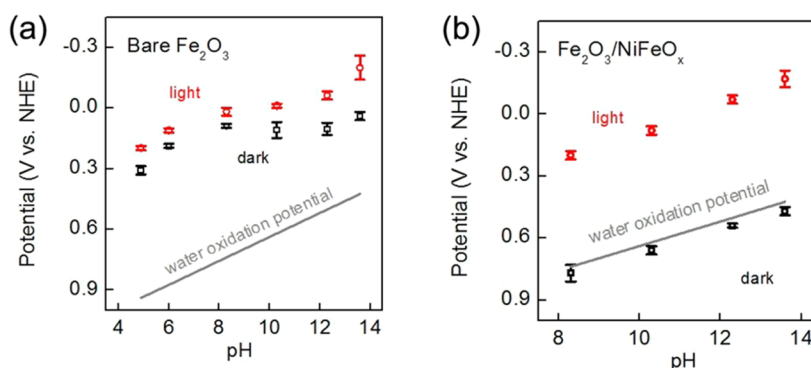 (a)
Bare Fe₂O₃
light
dark
water oxidation potential
Potential (V vs. NHE)
-0.3
0.0
0.3
0.6
0.9
4 6 8 10 12 14
pH
(b)
Fe₂O₃/NiFeOₓ
light
water oxidation potential
dark
Potential (V vs. NHE)
-0.3
0.0
0.3
0.6
0.9
8 10 12 14
pH